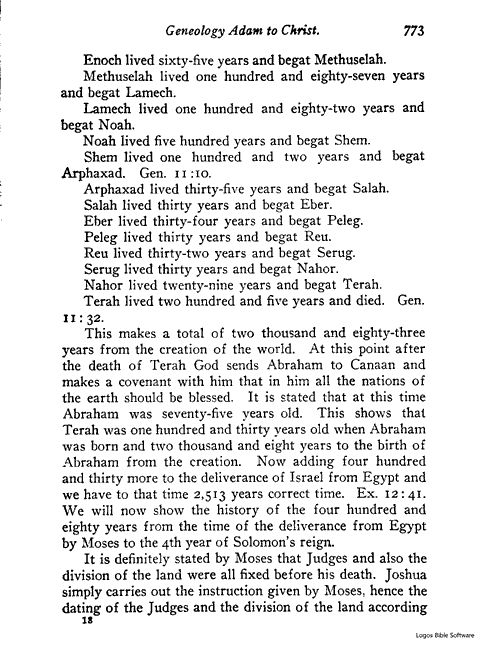 Geneology Adam to Christ. 773
Enoch lived sixty-five years and begat Methuselah.
Methuselah lived one hundred and eighty-seven years
and begat Lamech.
Lamech lived one hundred and eighty-two years and
begat Noah.
Noah lived five hundred years and begat Shem.
Shem lived one hundred and two years and begat
Arphaxad. Gen. 11:10.
Arphaxad lived thirty-five years and begat Salah.
Salah lived thirty years and begat Eber.
Eber lived thirty-four years and begat Peleg.
Peleg lived thirty years and begat Reu.
Reu lived thirty-two years and begat Serug.
Serug lived thirty years and begat Nahor.
Nahor lived twenty-nine years and begat Terah.
Terah lived two hundred and five years and died. Gen.
11:32.
This makes a total of two thousand and eighty-three
years from the creation of the world. At this point after
the death of Terah God sends Abraham to Canaan and
makes a covenant with him that in him all the nations of
the earth should be blessed. It is stated that at this time
Abraham was seventy-five years old. This shows that
Terah was one hundred and thirty years old when Abraham
was born and two thousand and eight years to the birth of
Abraham from the creation. Now adding four hundred
and thirty more to the deliverance of Israel from Egypt and
we have to that time 2,513 years correct time. Ex. 12:41.
We will now show the history of the four hundred and
eighty years from the time of the deliverance from Egypt
by Moses to the 4th year of Solomon's reign.
It is definitely stated by Moses that Judges and also the
division of the land were all fixed before his death. Joshua
simply carries out the instruction given by Moses, hence the
dating of the Judges and the division of the land according
18
Logos Bible Software